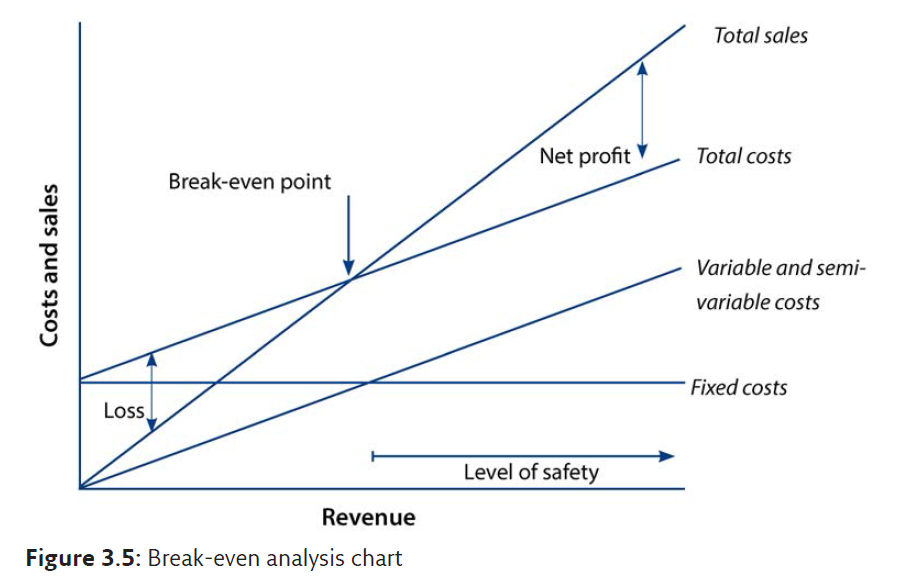 Total sales
Net profit
Total costs
Break-even point
Costs and sales
Variable and semi-
variable costs
Loss
Fixed costs
Level of safety
Revenue
Figure 3.5: Break-even analysis chart